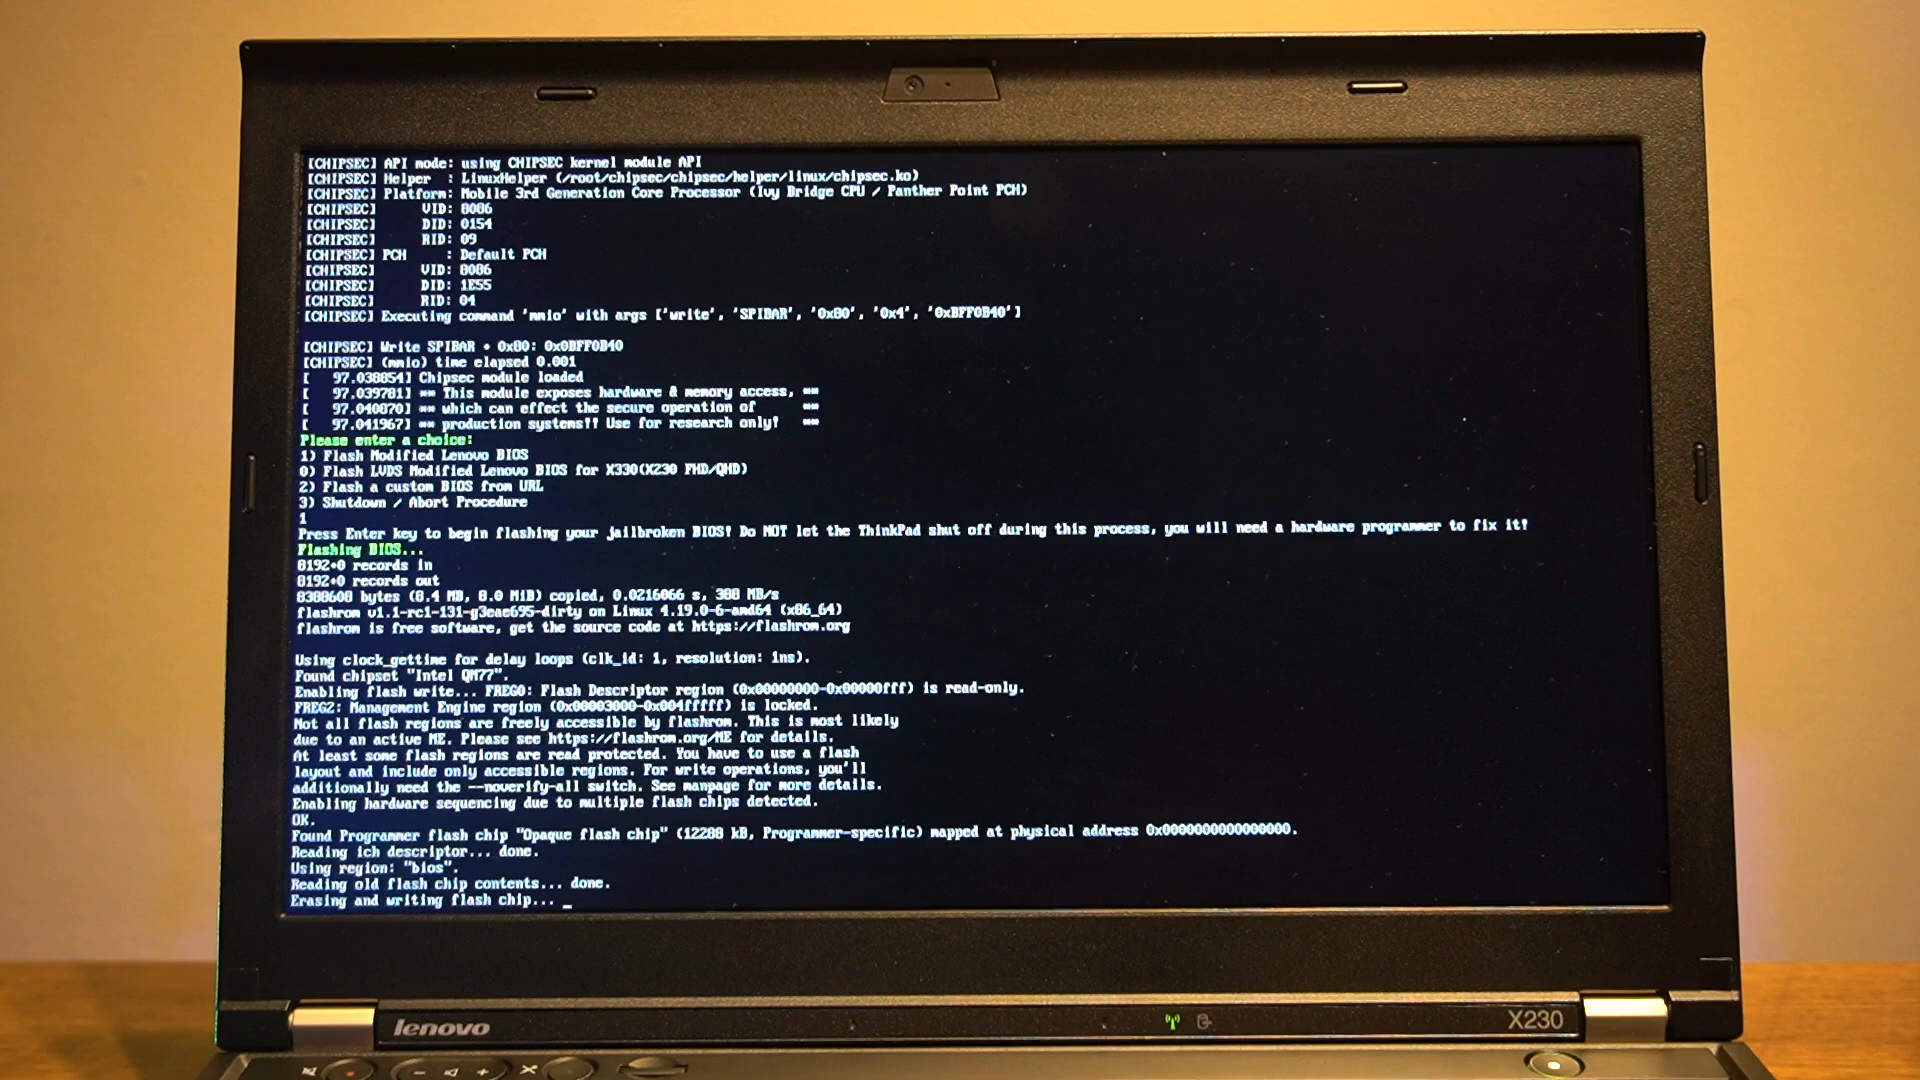 [CHIPSEC] API mode: using CHIPSEC kernel module API
[CHIPSEC] Helper  : LinuxHelper (/root/chipsec/chipsec/helper/linux/chipsec.ko)
[CHIPSEC] Platform: Mobile 3rd Generation Core Processor (Ivy Bridge CPU / Panther Point PCH)
[CHIPSEC]      VID: 8086
[CHIPSEC]      DID: 0154
[CHIPSEC]      RID: 09
[CHIPSEC] PCH     : Default PCH
[CHIPSEC]      VID: 8086
[CHIPSEC]      DID: 1E55
[CHIPSEC]      RID: 04
[CHIPSEC] Executing command 'mmio' with args ['write', 'SPIBAR', '0x80', '0x4', '0xBFF0B40']
[CHIPSEC] Write SPIBAR + 0x80: 0x0BFF0B40
[CHIPSEC] (mmio) time elapsed 0.001
[   97.038854] Chipsec module loaded
[   97.039781] ** This module exposes hardware & memory access, **
[   97.040870] ** which can effect the secure operation of      **
[   97.041967] ** production systems!! Use for research only!   **
Please enter a choice:
1) Flash Modified Lenovo BIOS
0) Flash LVDS Modified Lenovo BIOS for X330(X230 FHD/QHD)
2) Flash a custom BIOS from URL
3) Shutdown / Abort Procedure
1
Press Enter key to begin flashing your jailbroken BIOS! Do NOT let the ThinkPad shut off during this process, you will need a hardware programmer to fix it!
Flashing BIOS...
8192+0 records in
8192+0 records out
8388608 bytes (8.4 MB, 8.0 MiB) copied, 0.0216066 s, 388 MB/s
flashrom v1.1-rc1-131-g3eae695-dirty on Linux 4.19.0-6-amd64 (x86_64)
flashrom is free software, get the source code at https://flashrom.org
Using clock_gettime for delay loops (clk_id: 1, resolution: 1ns).
Found chipset "Intel QM77".
Enabling flash write... FREG0: Flash Descriptor region (0x00000000-0x00000fff) is read-only.
FREG2: Management Engine region (0x00003000-0x004fffff) is locked.
Not all flash regions are freely accessible by flashrom. This is most likely
due to an active ME. Please see https://flashrom.org/ME for details.
At least some flash regions are read protected. You have to use a flash
layout and include only accessible regions. For write operations, you'll
additionally need the --noverify-all switch. See manpage for more details.
Enabling hardware sequencing due to multiple flash chips detected.
OK.
Found Programmer flash chip "Opaque flash chip" (12288 kB, Programmer-specific) mapped at physical address 0x0000000000000000.
Reading ich descriptor... done.
Using region: "bios".
Reading old flash chip contents... done.
Erasing and writing flash chip... _
lenovo
X230